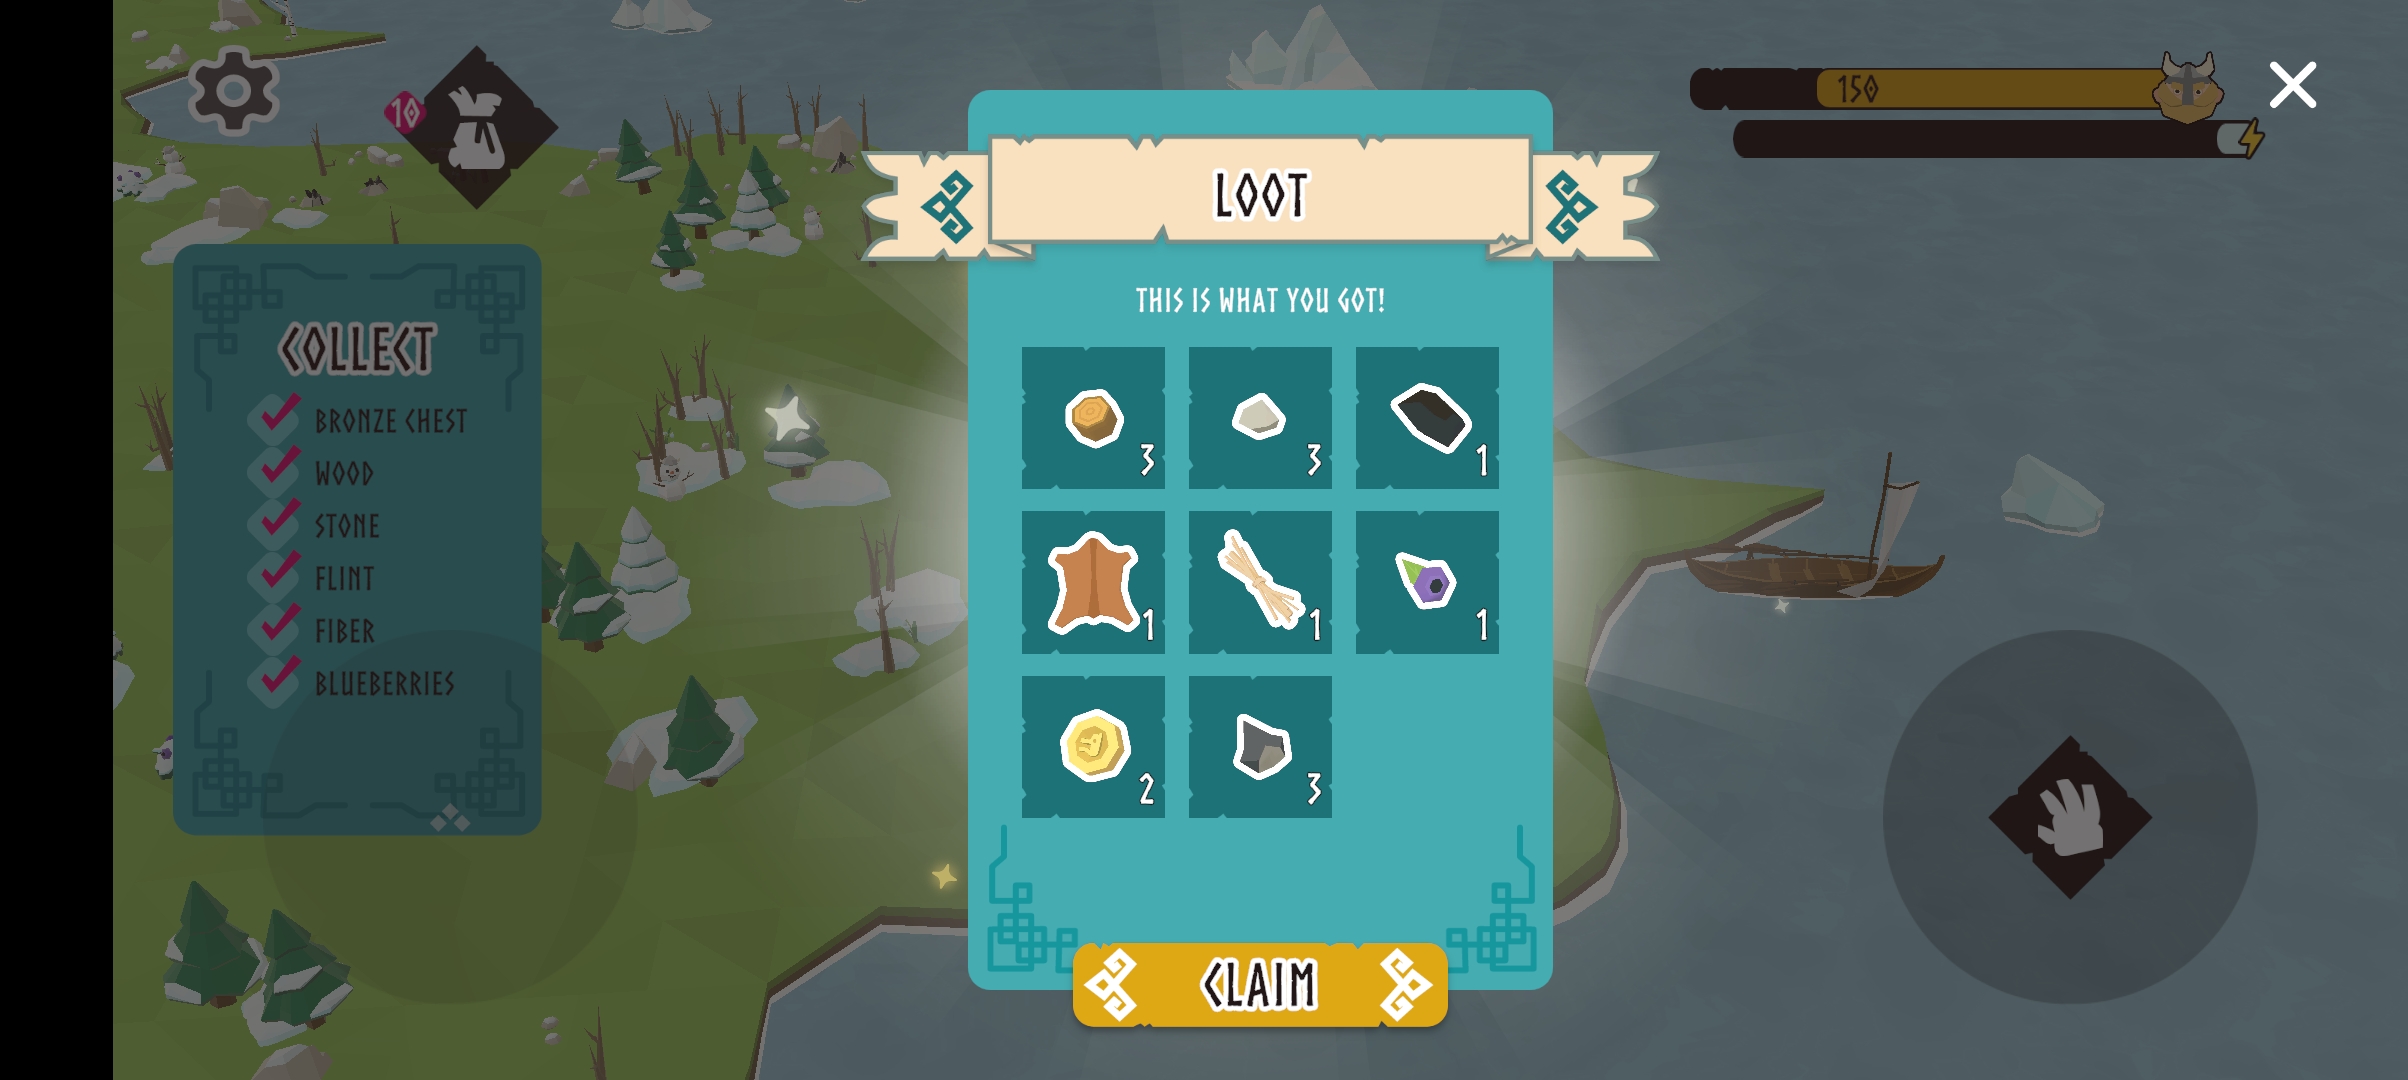 10
150
LOOT
THIS IS WHAT YOU GOT!
COLLECT
BRONZE CHEST
WOOD
STONE
FLINT
FIBER
BLUEBERRIES
3
3
1
1
1
1
2
3
CLAIM